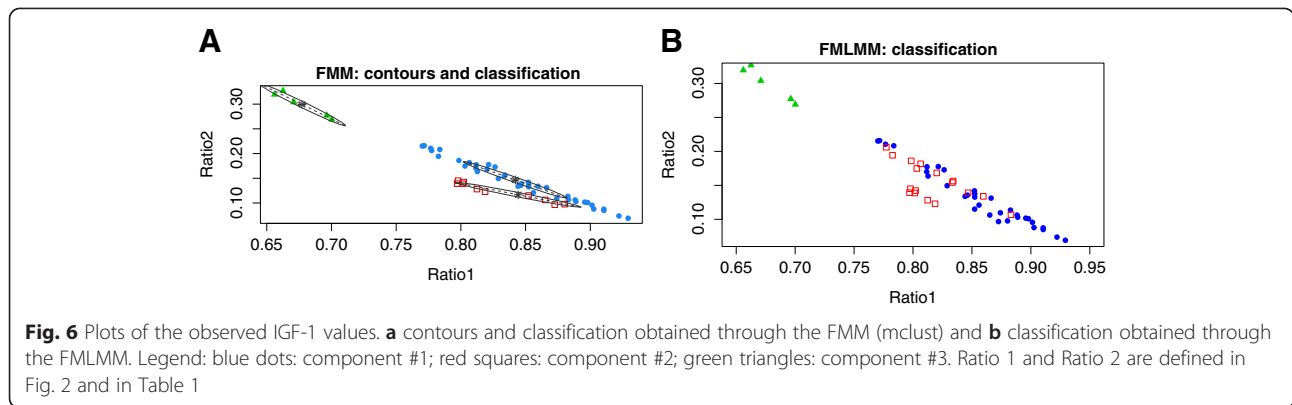 A
FMM: contours and classification
Ratio2
0.10 0.20 0.30
0.65 0.70 0.75 0.80 0.85 0.90
Ratio1
B
FMLMM: classification
Ratio2
0.10 0.20 0.30
0.65 0.70 0.75 0.80 0.85 0.90 0.95
Ratio1
Fig. 6 Plots of the observed IGF-1 values. a contours and classification obtained through the FMM (mclust) and b classification obtained through
the FMLMM. Legend: blue dots: component #1; red squares: component #2; green triangles: component #3. Ratio 1 and Ratio 2 are defined in
Fig. 2 and in Table 1